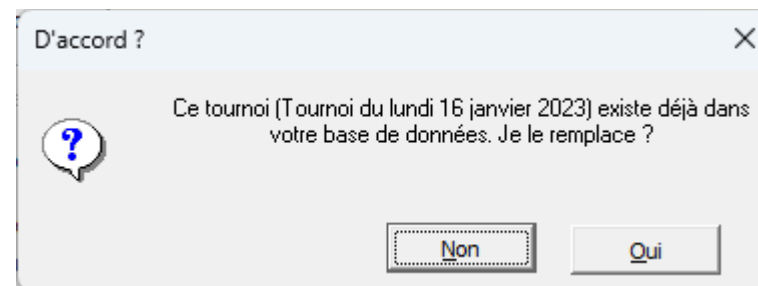 D'accord ?
Ce tournoi (Tournoi du lundi 16 janvier 2023) existe déjà dans
votre base de données. Je le remplace ?
Non
Oui